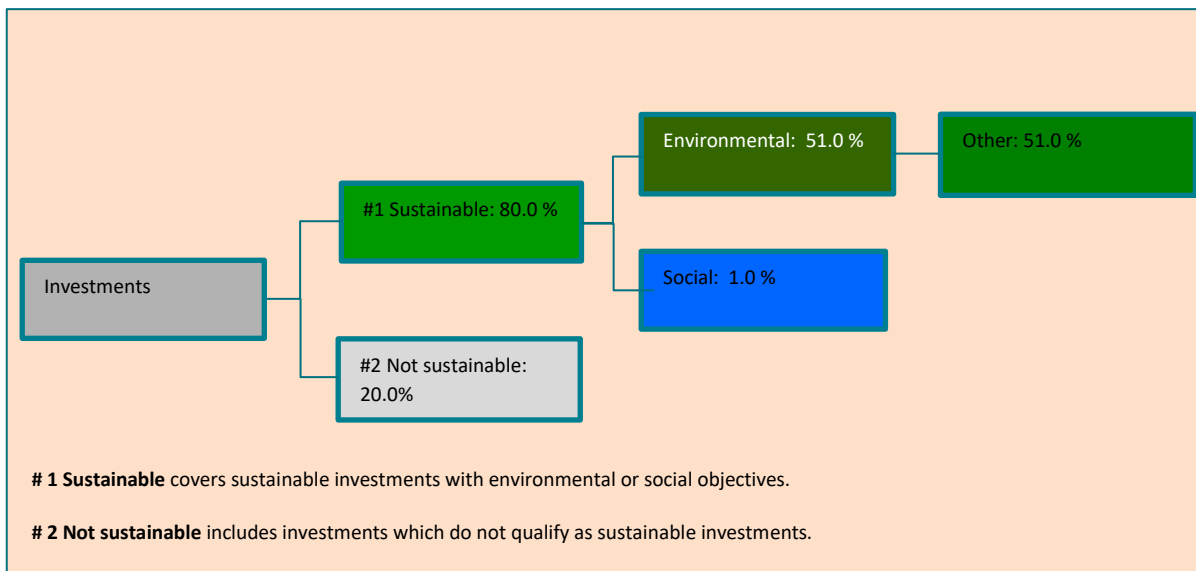 Environmental:  51.0 %
Other: 51.0 %
#1 Sustainable: 80.0 %
Social:  1.0 %
Investments
#2 Not sustainable:
20.0%
# 1 Sustainable covers sustainable investments with environmental or social objectives.
# 2 Not sustainable includes investments which do not qualify as sustainable investments.